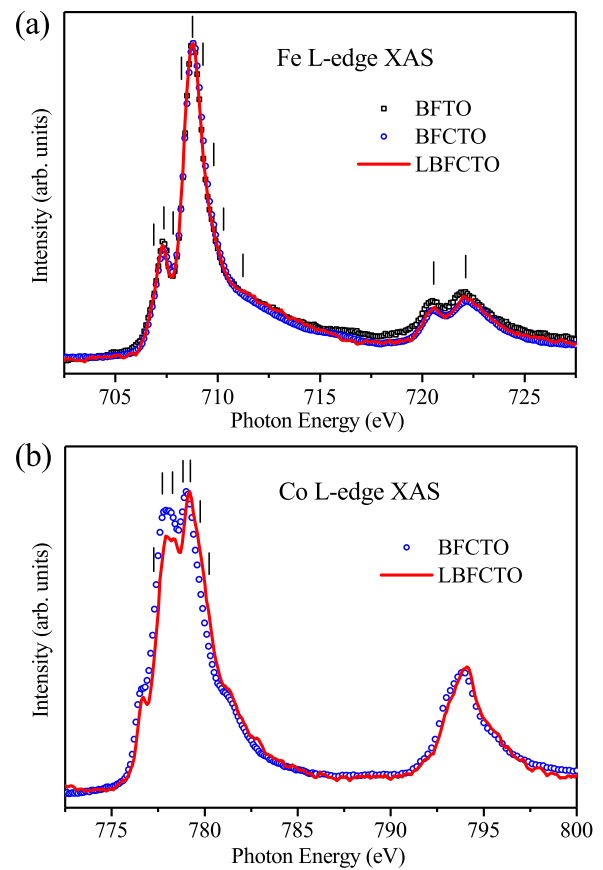 (a)
Fe L-edge XAS
BFTO
BFCTO
LBFCTO
Intensity (arb. units)
705 710 715 720 725
Photon Energy (eV)
(b)
Co L-edge XAS
BFCTO
LBFCTO
Intensity (arb. units)
775 780 785 790 795 800
Photon Energy (eV)